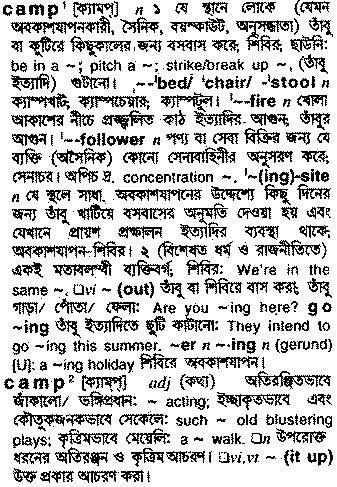 camp¹ [ক্যাম্প্] n ১ যে স্থানে লোকে (যেমন
অবকাশযাপনকারী, সৈনিক, বয়স্কাউট, অনুসন্ধাতা) তাঁবু
বা কুটিরে কিছুকালের জন্য বসবাস করে; শিবির; ছাউনি:
be in a ~; pitch a ~; strike/break up ~, (তাঁবু
ইত্যাদি) গুটানো। ˈ~-bed/ ˈchair/ -ˈstool n
ক্যাম্পখাট; ক্যাম্পচেয়ার; ক্যাম্পটুল। ˈ~-fire n খোলা
আকাশের নীচে প্রজ্জ্বলিত কাঠ ইত্যাদির আগুন; তাঁবুর
আগুন। ˈ~-follower n পণ্য বা সেবা বিক্রির জন্য যে
ব্যক্তি (অসৈনিক) কোনো সেনাবাহিনীর অনুসরণ করে;
সেনাচর। অপিচ দ্র. concentration ~. ˈ~(ing)-site
n যে স্থলে সাধা. অবকাশযাপনের উদ্দেশ্যে কিছু দিনের
জন্য তাঁবু খাটিয়ে বসবাসের অনুমতি দেওয়া হয় এবং
যেখানে প্রায়শ প্রক্ষালন ইত্যাদির ব্যবস্থা থাকে;
অবকাশযাপন-শিবির। ২ (বিশেষত ধর্ম ও রাজনীতিতে)
একই মতাবলম্বী ব্যক্তিবর্গ; শিবির: We're in the
same ~. □vi ~ (out) তাঁবু বা শিবিরে বাস করা; তাঁবু
গাড়া/ পোঁতা/ ফেলা: Are you ~ing here? go
~ing তাঁবু ইত্যাদিতে ছুটি কাটানো: They intend to
go ~ing this summer. ~er n ~-ing n (gerund)
[U]: a ~ing holiday শিবিরে অবকাশযাপন।
camp² [ক্যাম্প্] adj (কথ্য) অতিরঞ্জিতভাবে
জাঁকালো/ ভঙ্গিপ্রধান: ~ acting; ইচ্ছাকৃতভাবে এবং
কৌতুকজনকভাবে সেকেলে: such ~ old blustering
plays; কৃত্রিমভাবে মেয়েলি: a ~ walk. □n উপরোক্ত
ধরনের অতিরঞ্জন ও কৃত্রিম আচরণ। □vi,vt ~ (it up)
উক্ত প্রকার আচরণ করা।